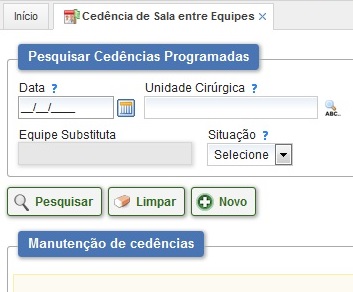 Início Cedência de Sala entre Equipes ×
Pesquisar Cedências Programadas
Data ? Unidade Cirúrgica ?
__/__/____ ABC..
Equipe Substituta Situação ?
Selecione
Pesquisar Limpar Novo
Manutenção de cedências